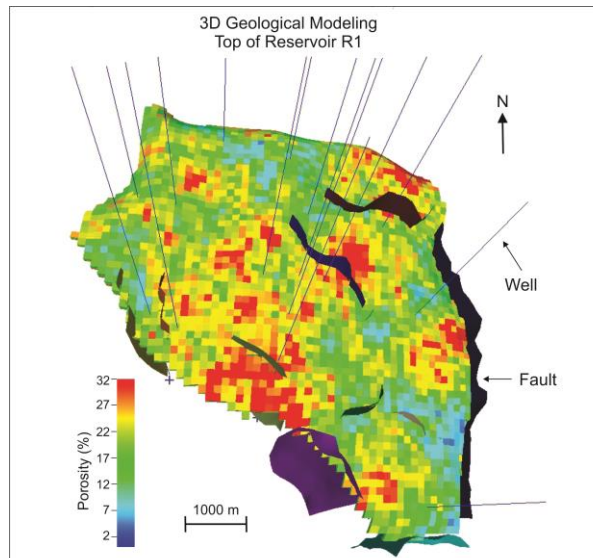 3D Geological Modeling
Top of Reservoir R1
N
Well
Fault
Porosity (%)
32
27
22
17
12
7
2
1000 m